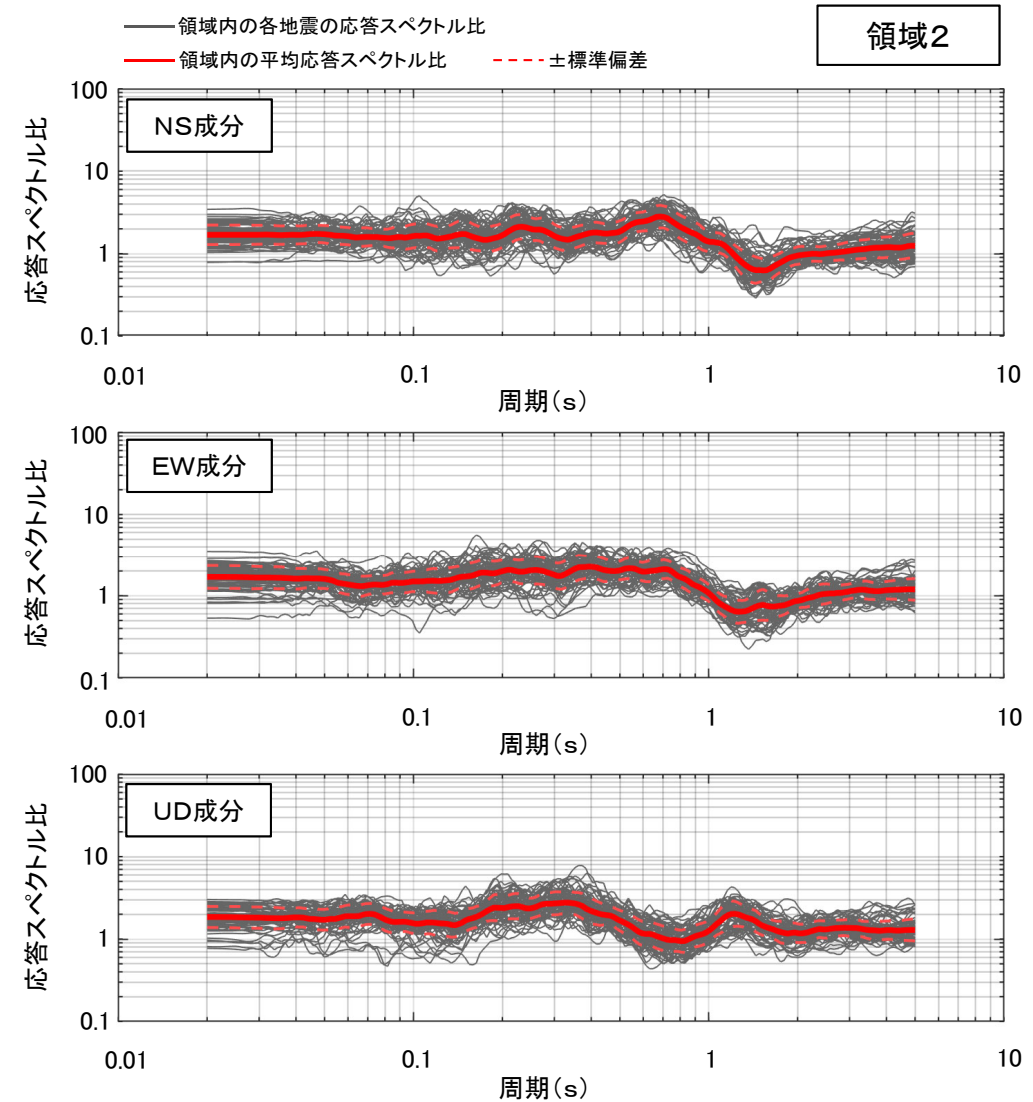 領域内の各地震の応答スペクトル比
領域内の平均応答スペクトル比 ±標準偏差
領域2
NS成分
応答スペクトル比
100
10
1
0.1
0.01 0.1 1 10
周期(s)
EW成分
応答スペクトル比
100
10
1
0.1
0.01 0.1 1 10
周期(s)
UD成分
応答スペクトル比
100
10
1
0.1
0.01 0.1 1 10
周期(s)